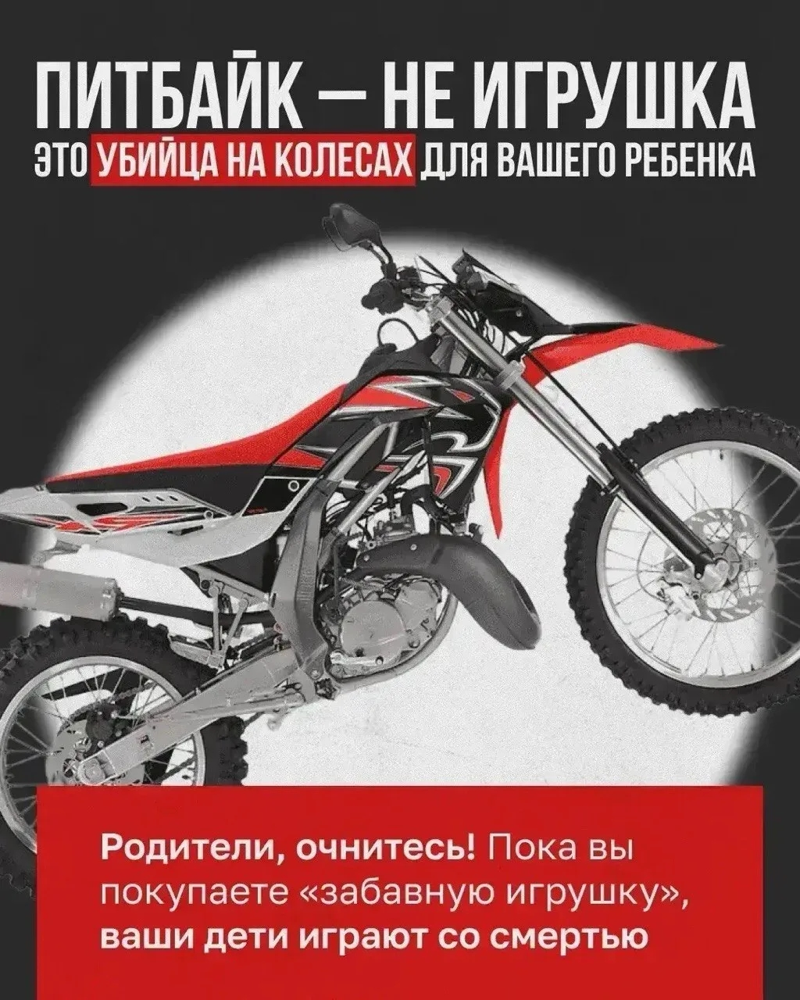 ПИТБАЙК – НЕ ИГРУШКА
ЭТО УБИЙЦА НА КОЛЕСАХ ДЛЯ ВАШЕГО РЕБЕНКА
Родители, очнитесь! Пока вы
покупаете «забавную игрушку»,
ваши дети играют со смертью